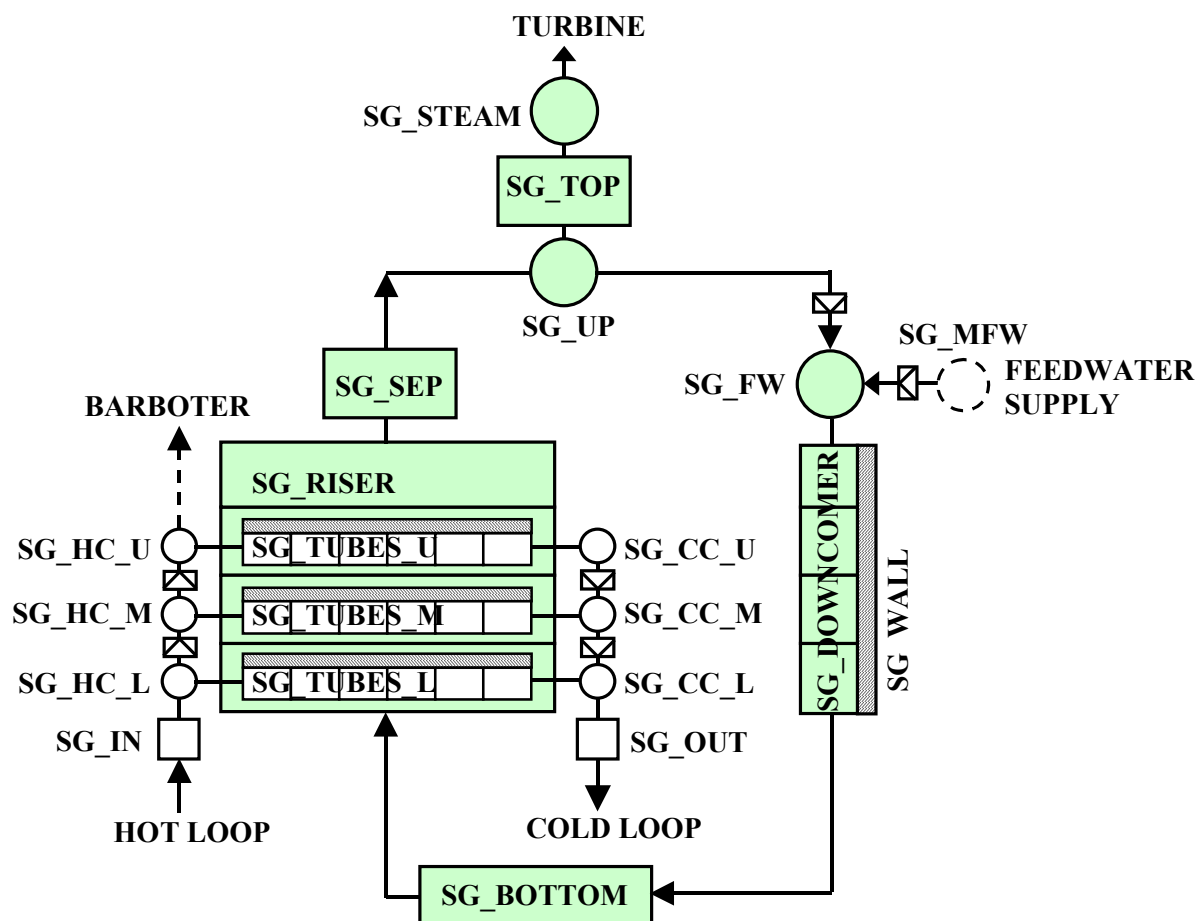 TURBINE
SG_STEAM
SG_TOP
SG_UP
SG_MFW
FEEDWATER
SUPPLY
SG_FW
SG_SEP
BARBOTER
SG_RISER
SG_HC_U
SG_TUBES_U
SG_CC_U
SG_HC_M
SG_TUBES_M
SG_CC_M
SG_HC_L
SG_TUBES_L
SG_CC_L
SG_DOWNCOMER
SG WALL
SG_IN
SG_OUT
HOT LOOP
COLD LOOP
SG_BOTTOM